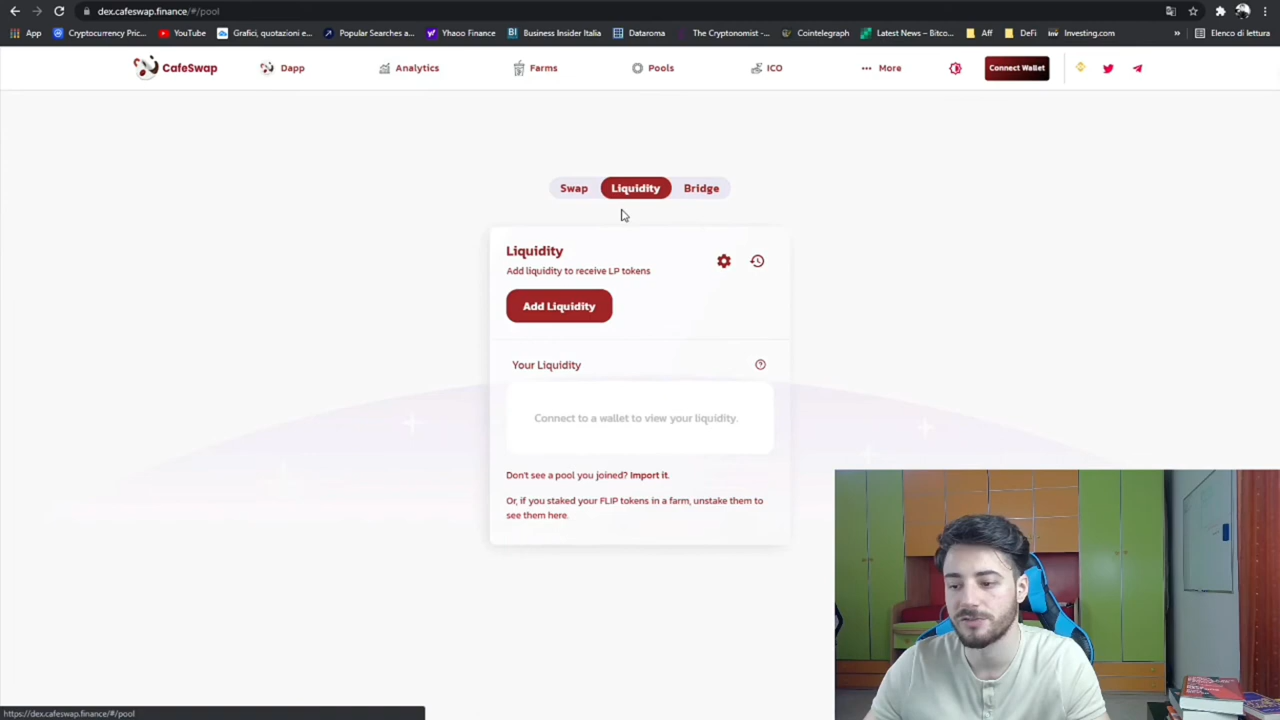 dex.cafeswap.finance/#/pool
App
Cryptocurrency Pric...
YouTube
Grafici, quotazioni e...
Popular Searches a...
Yhaoo Finance
Business Insider Italia
Dataroma
The Cryptonomist -...
Cointelegraph
Latest News – Bitco...
Aff
DeFi
Investing.com
»
Elenco di lettura
CafeSwap
Dapp
Analytics
Farms
Pools
ICO
More
Connect Wallet
Swap
Liquidity
Bridge
Liquidity
Add liquidity to receive LP tokens
Add Liquidity
Your Liquidity
Connect to a wallet to view your liquidity.
Don't see a pool you joined? Import it.
Or, if you staked your FLIP tokens in a farm, unstake them to
see them here.
https://dex.cafeswap.finance/#/pool